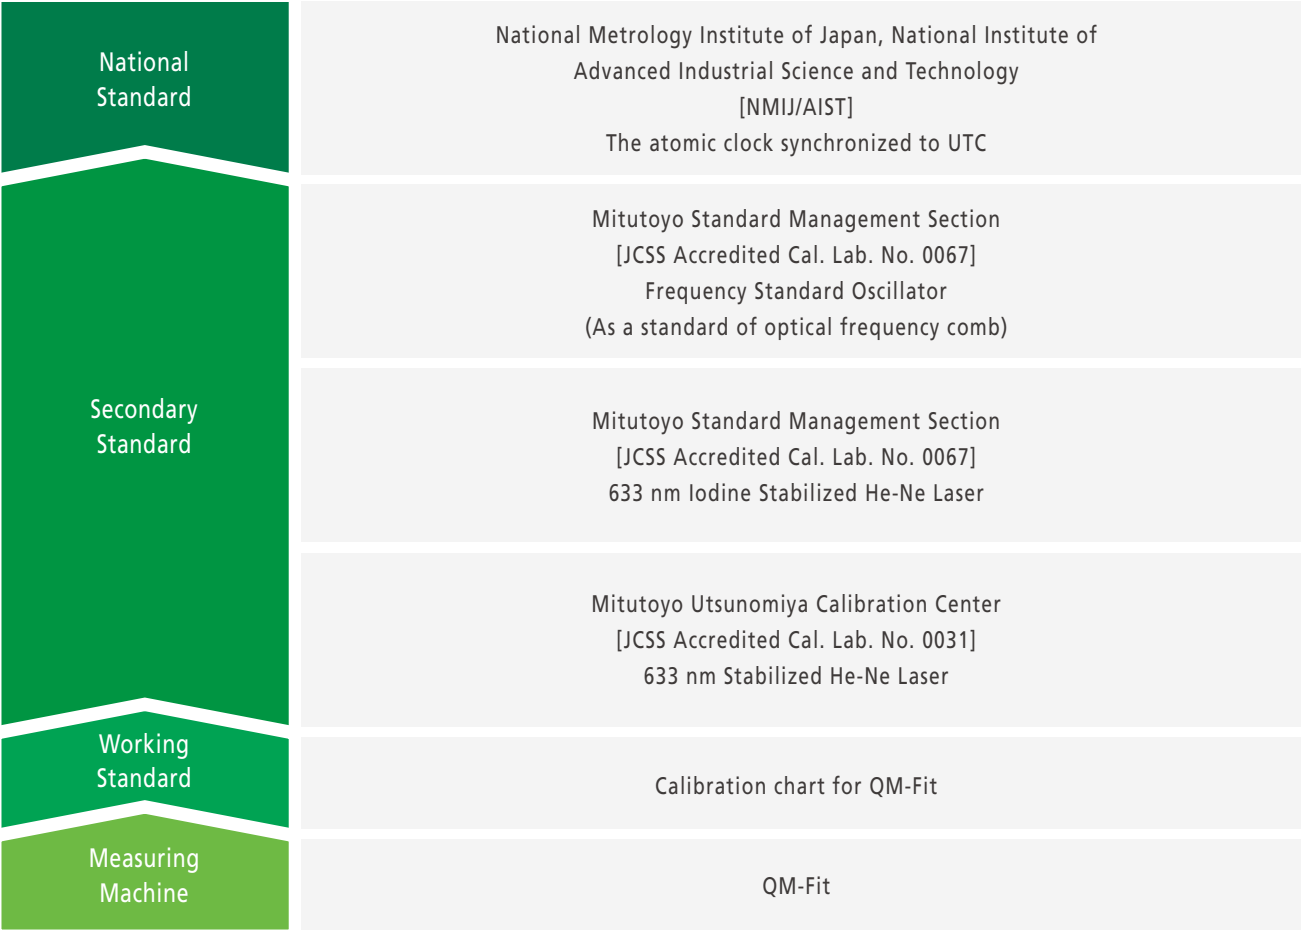 National
Standard
National Metrology Institute of Japan, National Institute of
Advanced Industrial Science and Technology
[NMIJ/AIST]
The atomic clock synchronized to UTC
Secondary
Standard
Mitutoyo Standard Management Section
[JCSS Accredited Cal. Lab. No. 0067]
Frequency Standard Oscillator
(As a standard of optical frequency comb)
Mitutoyo Standard Management Section
[JCSS Accredited Cal. Lab. No. 0067]
633 nm Iodine Stabilized He-Ne Laser
Mitutoyo Utsunomiya Calibration Center
[JCSS Accredited Cal. Lab. No. 0031]
633 nm Stabilized He-Ne Laser
Working
Standard
Calibration chart for QM-Fit
Measuring
Machine
QM-Fit